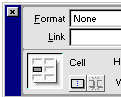 Format None
Link
Cell H
W